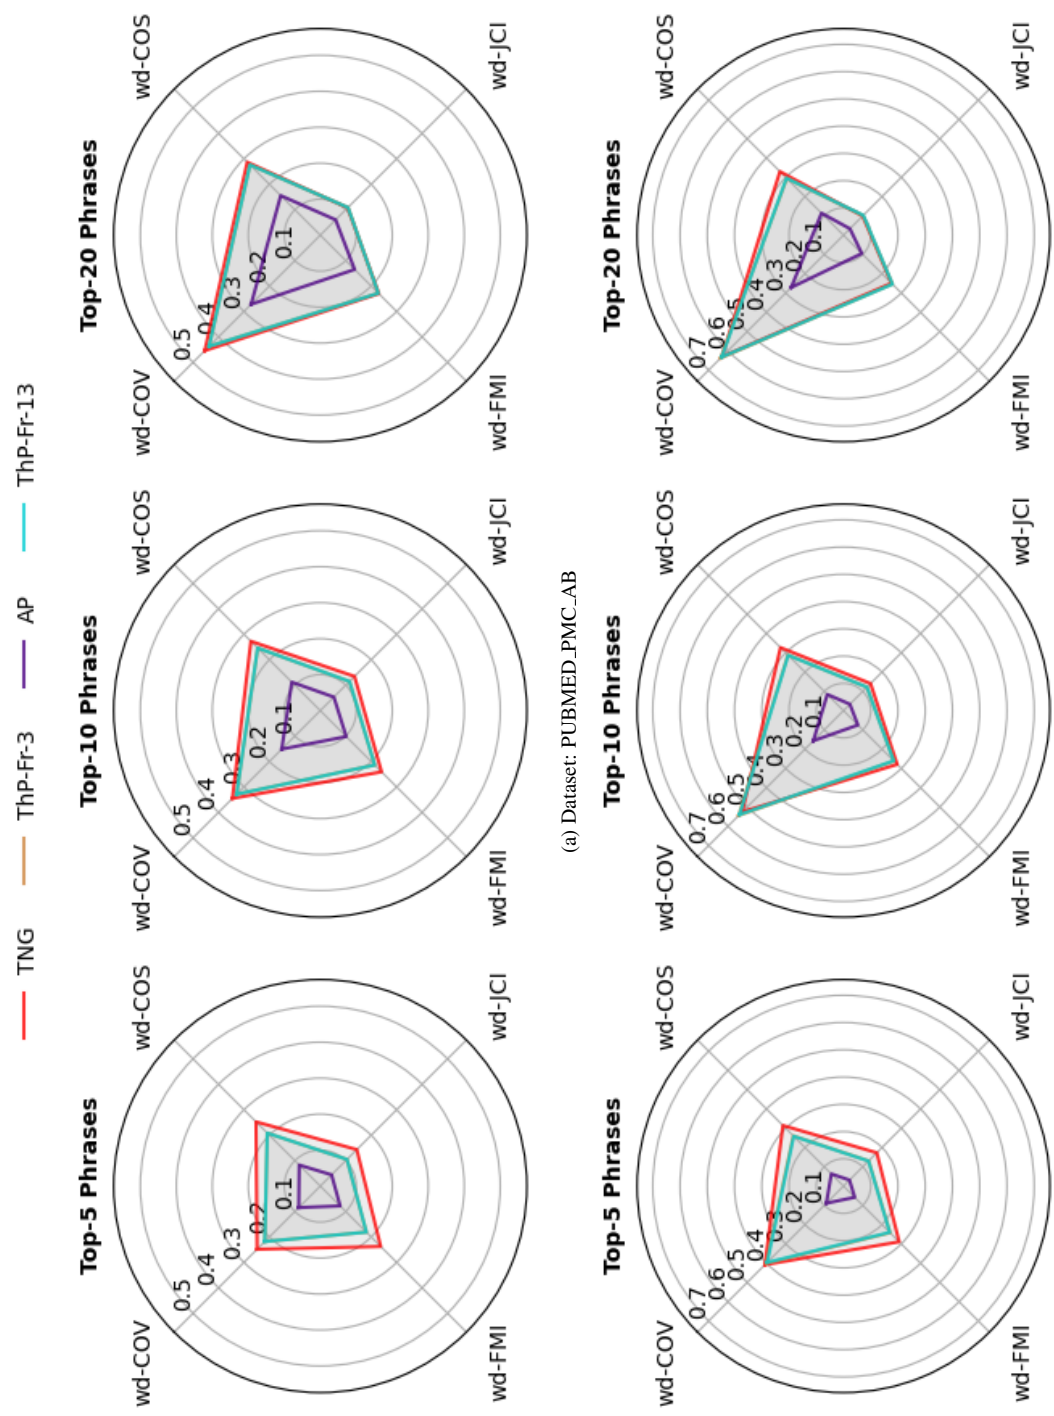 TNG ThP-Fr-3 AP ThP-Fr-13
Top-5 Phrases
wd-COS
wd-COV
wd-FMI
wd-JCI
0.1
0.2
0.3
0.4
0.5
Top-10 Phrases
wd-COS
wd-COV
wd-FMI
wd-JCI
0.1
0.2
0.3
0.4
0.5
Top-20 Phrases
wd-COS
wd-COV
wd-FMI
wd-JCI
0.1
0.2
0.3
0.4
0.5
(a) Dataset: PUBMED_PMC_AB
Top-5 Phrases
wd-COS
wd-COV
wd-FMI
wd-JCI
0.1
0.2
0.3
0.4
0.5
0.6
0.7
Top-10 Phrases
wd-COS
wd-COV
wd-FMI
wd-JCI
0.1
0.2
0.3
0.4
0.5
0.6
0.7
Top-20 Phrases
wd-COS
wd-COV
wd-FMI
wd-JCI
0.1
0.2
0.3
0.4
0.5
0.6
0.7